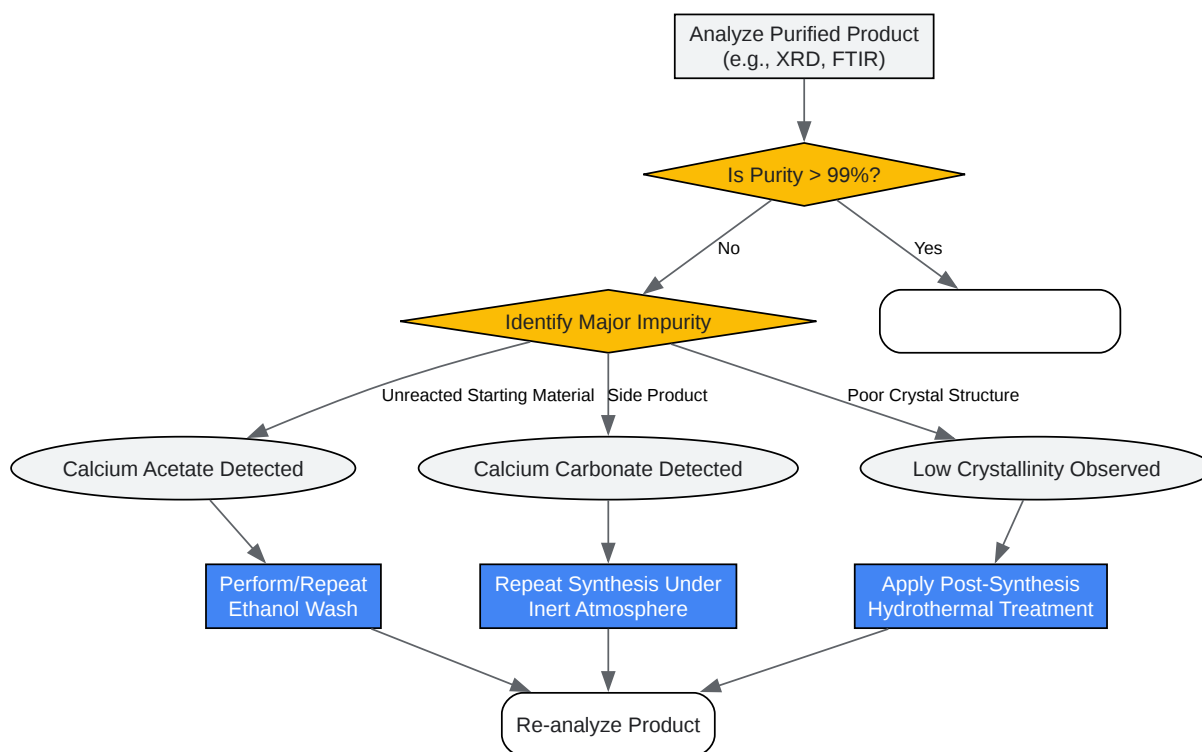 Analyze Purified Product
(e.g., XRD, FTIR)
Is Purity > 99%?
No
Yes
Identify Major Impurity
Unreacted Starting Material
Side Product
Poor Crystal Structure
Calcium Acetate Detected
Calcium Carbonate Detected
Low Crystallinity Observed
Perform/Repeat
Ethanol Wash
Repeat Synthesis Under
Inert Atmosphere
Apply Post-Synthesis
Hydrothermal Treatment
Re-analyze Product